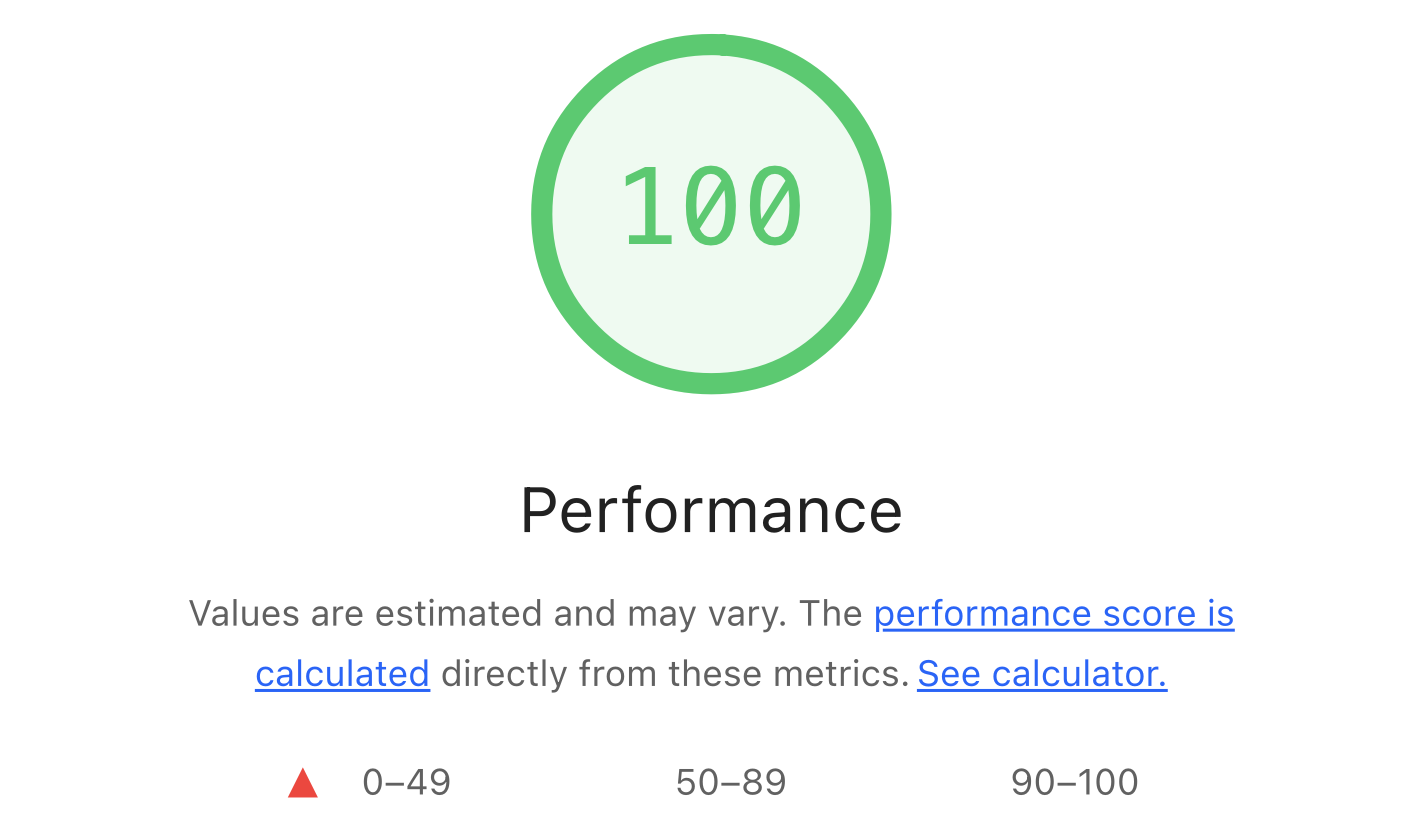 100
Performance
Values are estimated and may vary. The performance score is
calculated directly from these metrics. See calculator.
0–49 50–89 90–100